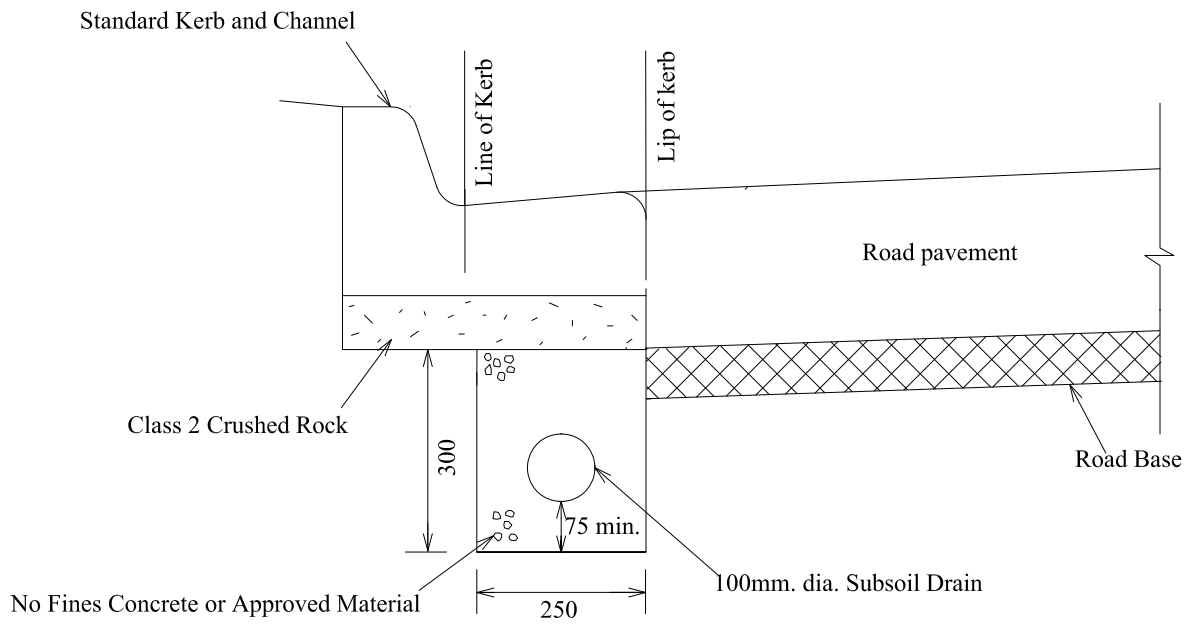 Standard Kerb and Channel
Line of Kerb
Lip of kerb
Road pavement
Class 2 Crushed Rock
300
Road Base
75 min.
100mm. dia. Subsoil Drain
No Fines Concrete or Approved Material
250